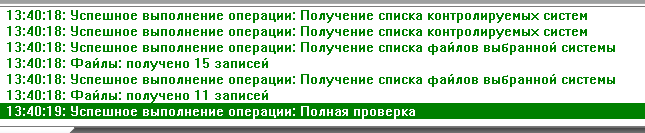 13:40:18: Успешное выполнение операции: Получение списка контролируемых систем
13:40:18: Успешное выполнение операции: Получение списка контролируемых систем
13:40:18: Успешное выполнение операции: Получение списка файлов выбранной системы
13:40:18: Файлы: получено 15 записей
13:40:18: Успешное выполнение операции: Получение списка файлов выбранной системы
13:40:18: Файлы: получено 11 записей
13:40:19: Успешное выполнение операции: Полная проверка